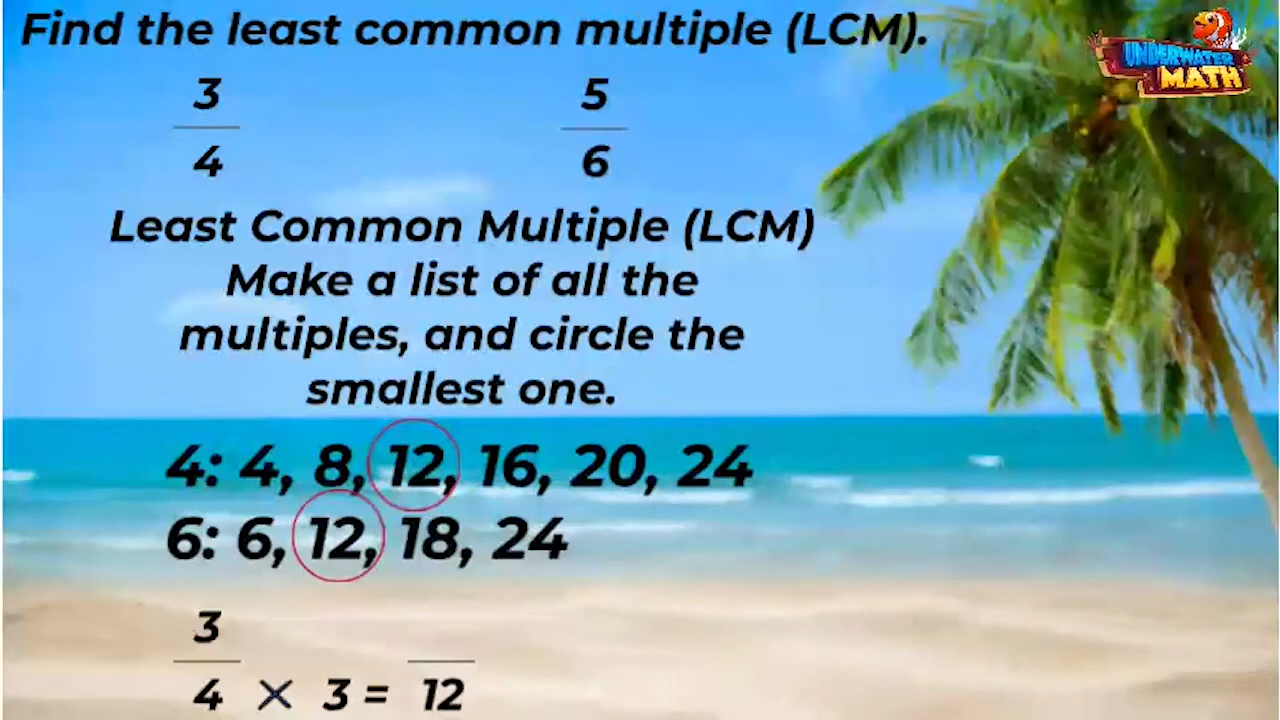 Find the least common multiple (LCM).
UNDERWATER
MATH
3 5
4 6
Least Common Multiple (LCM)
Make a list of all the
multiples, and circle the
smallest one.
4: 4, 8, 12, 16, 20, 24
6: 6, 12, 18, 24
3
4 × 3 = 12